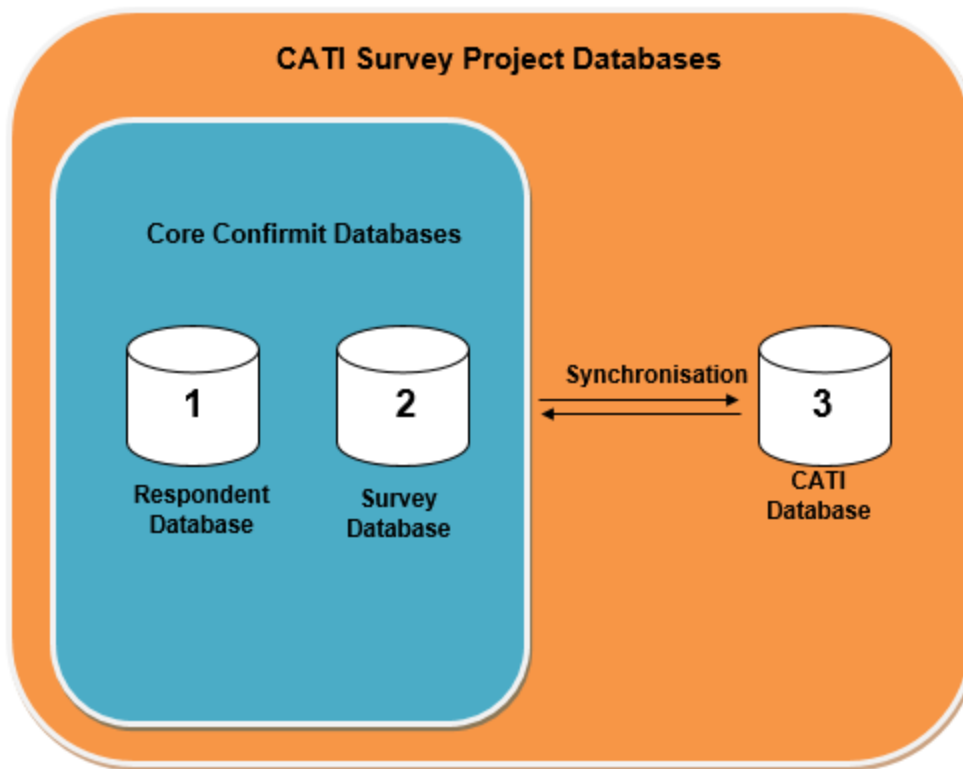 CATI Survey Project Databases
Core Confirmit Databases
1
2
Synchronisation
3
Respondent
Database
Survey
Database
CATI
Database